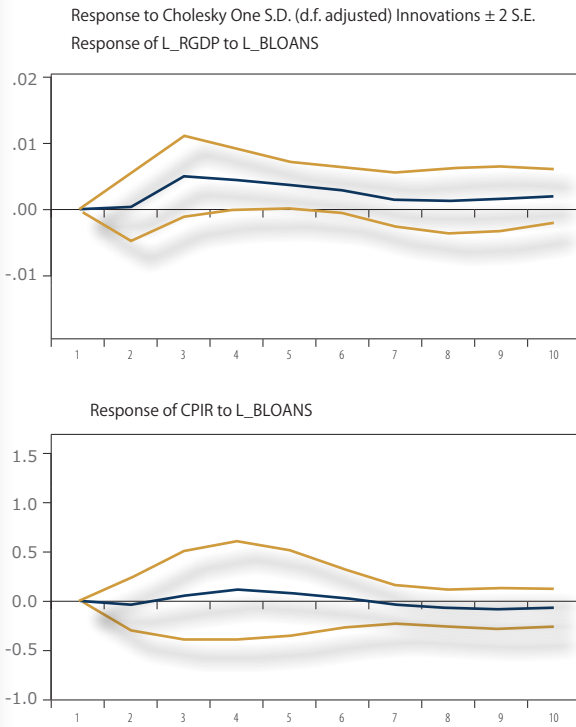 Response to Cholesky One S.D. (d.f. adjusted) Innovations ± 2 S.E.
Response of L_RGDP to L_BLOANS
.02
.01
.00
-.01
1 2 3 4 5 6 7 8 9 10
Response of CPIR to L_BLOANS
1.5
1.0
0.5
0.0
-0.5
-1.0
1 2 3 4 5 6 7 8 9 10